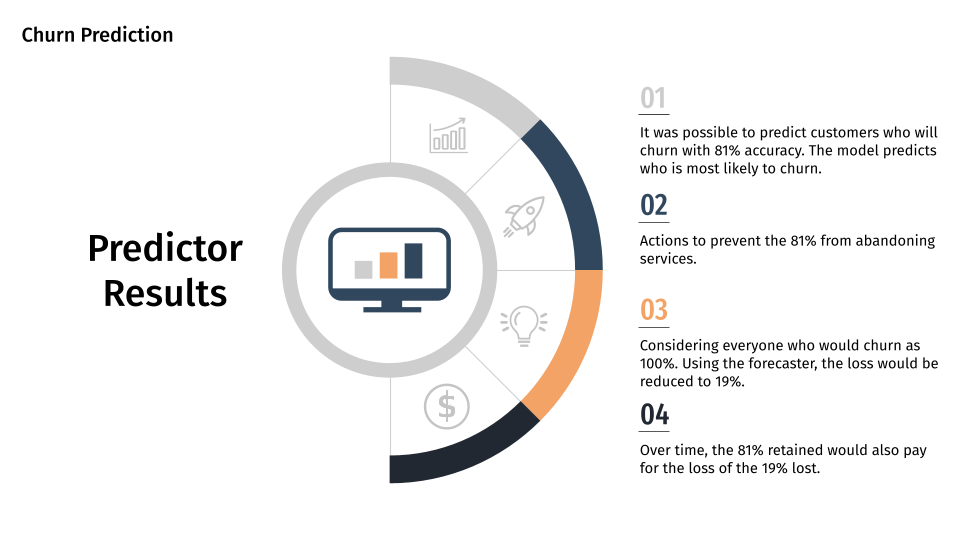 Churn Prediction
Predictor
Results
01
It was possible to predict customers who will
churn with 81% accuracy. The model predicts
who is most likely to churn.
02
Actions to prevent the 81% from abandoning
services.
03
Considering everyone who would churn as
100%. Using the forecaster, the loss would be
reduced to 19%.
04
Over time, the 81% retained would also pay
for the loss of the 19% lost.
$